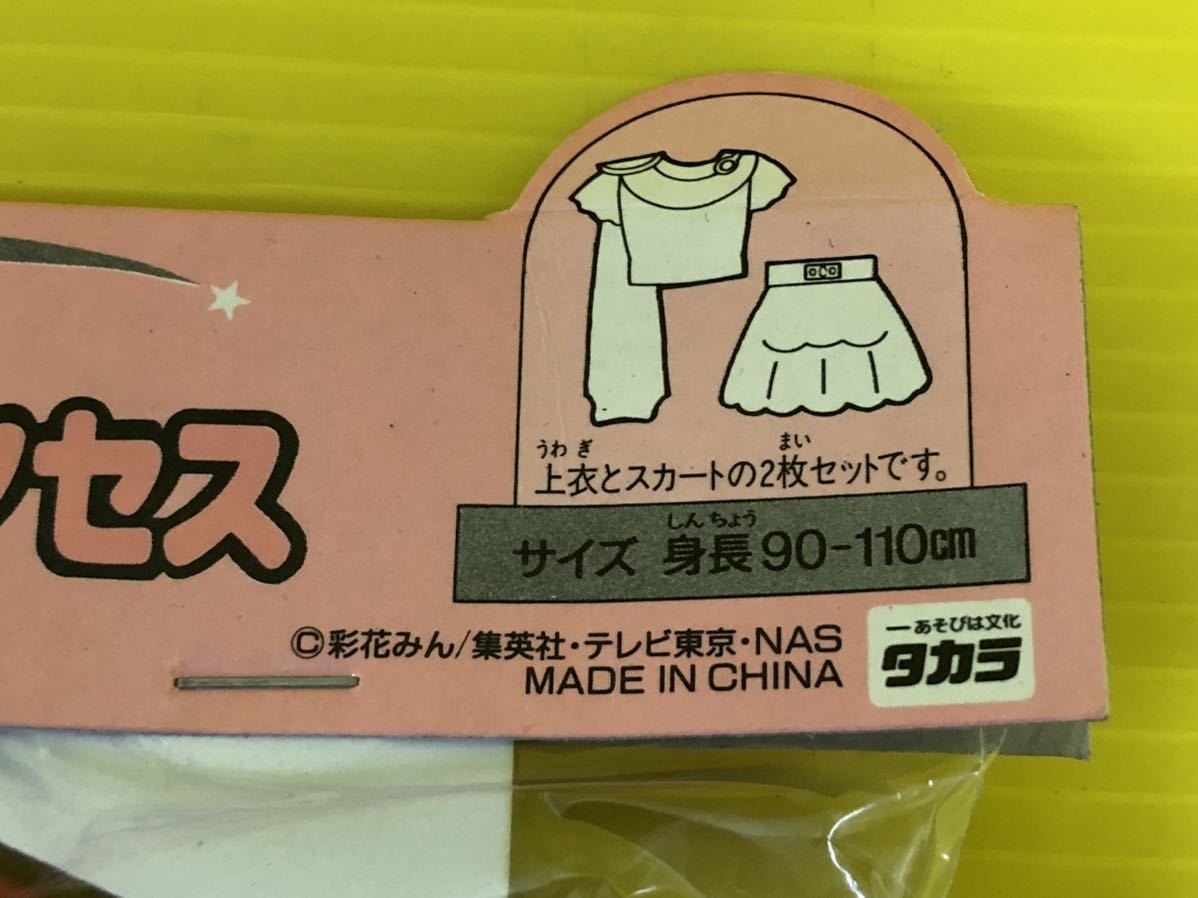 セス
うわぎ まい
上衣とスカートの2枚セットです。
しんちょう
サイズ 身長90-110cm
©彩花みん/集英社・テレビ東京・NAS
MADE IN CHINA
―あそびは文化
タカラ